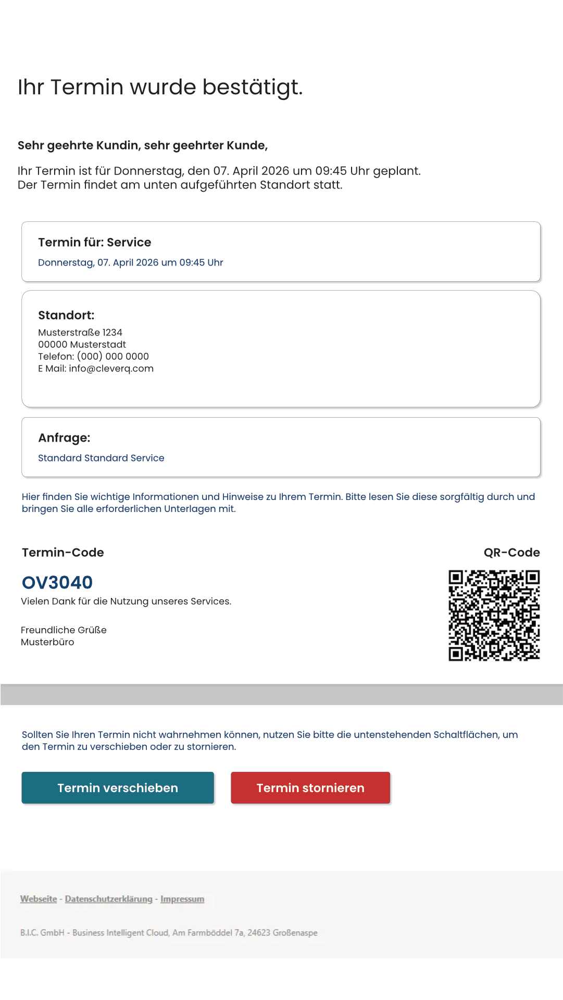 Ihr Termin wurde bestätigt.
Sehr geehrte Kundin, sehr geehrter Kunde,
Ihr Termin ist für Donnerstag, den 07. April 2026 um 09:45 Uhr geplant.
Der Termin findet am unten aufgeführten Standort statt.
Termin für: Service
Donnerstag, 07. April 2026 um 09:45 Uhr
Standort:
Musterstraße 1234
00000 Musterstadt
Telefon: (000) 000 0000
E Mail: info@cleverq.com
Anfrage:
Standard Standard Service
Hier finden Sie wichtige Informationen und Hinweise zu Ihrem Termin. Bitte lesen Sie diese sorgfältig durch und
bringen Sie alle erforderlichen Unterlagen mit.
Termin-Code
QR-Code
OV3040
Vielen Dank für die Nutzung unseres Services.
Freundliche Grüße
Musterbüro
Sollten Sie Ihren Termin nicht wahrnehmen können, nutzen Sie bitte die untenstehenden Schaltflächen, um
den Termin zu verschieben oder zu stornieren.
Termin verschieben
Termin stornieren
Webseite - Datenschutzerklärung - Impressum
B.I.C. GmbH - Business Intelligent Cloud, Am Farmböddel 7a, 24623 Großenaspe